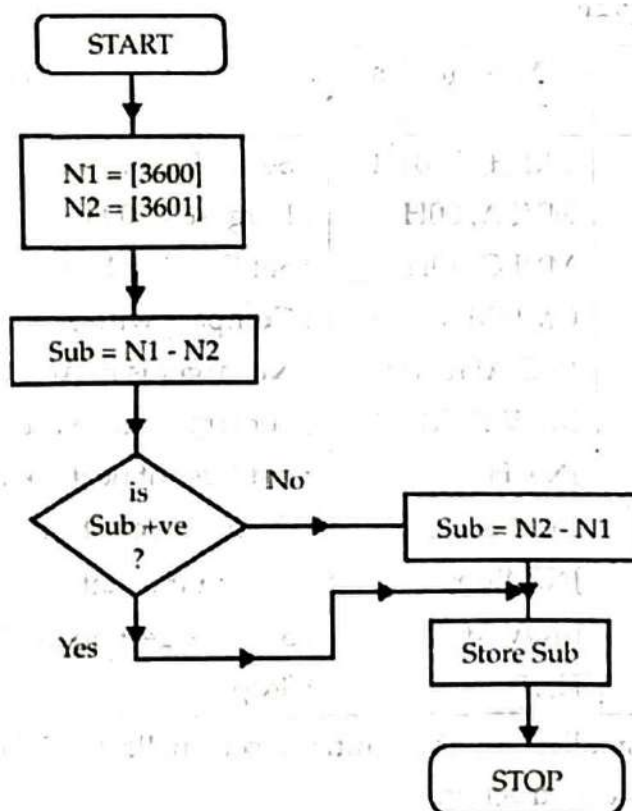 START
N1 = [3600]
N2 = [3601]
Sub = N1 - N2
is
Sub +ve
?
No
Sub = N2 - N1
Yes
Store Sub
STOP